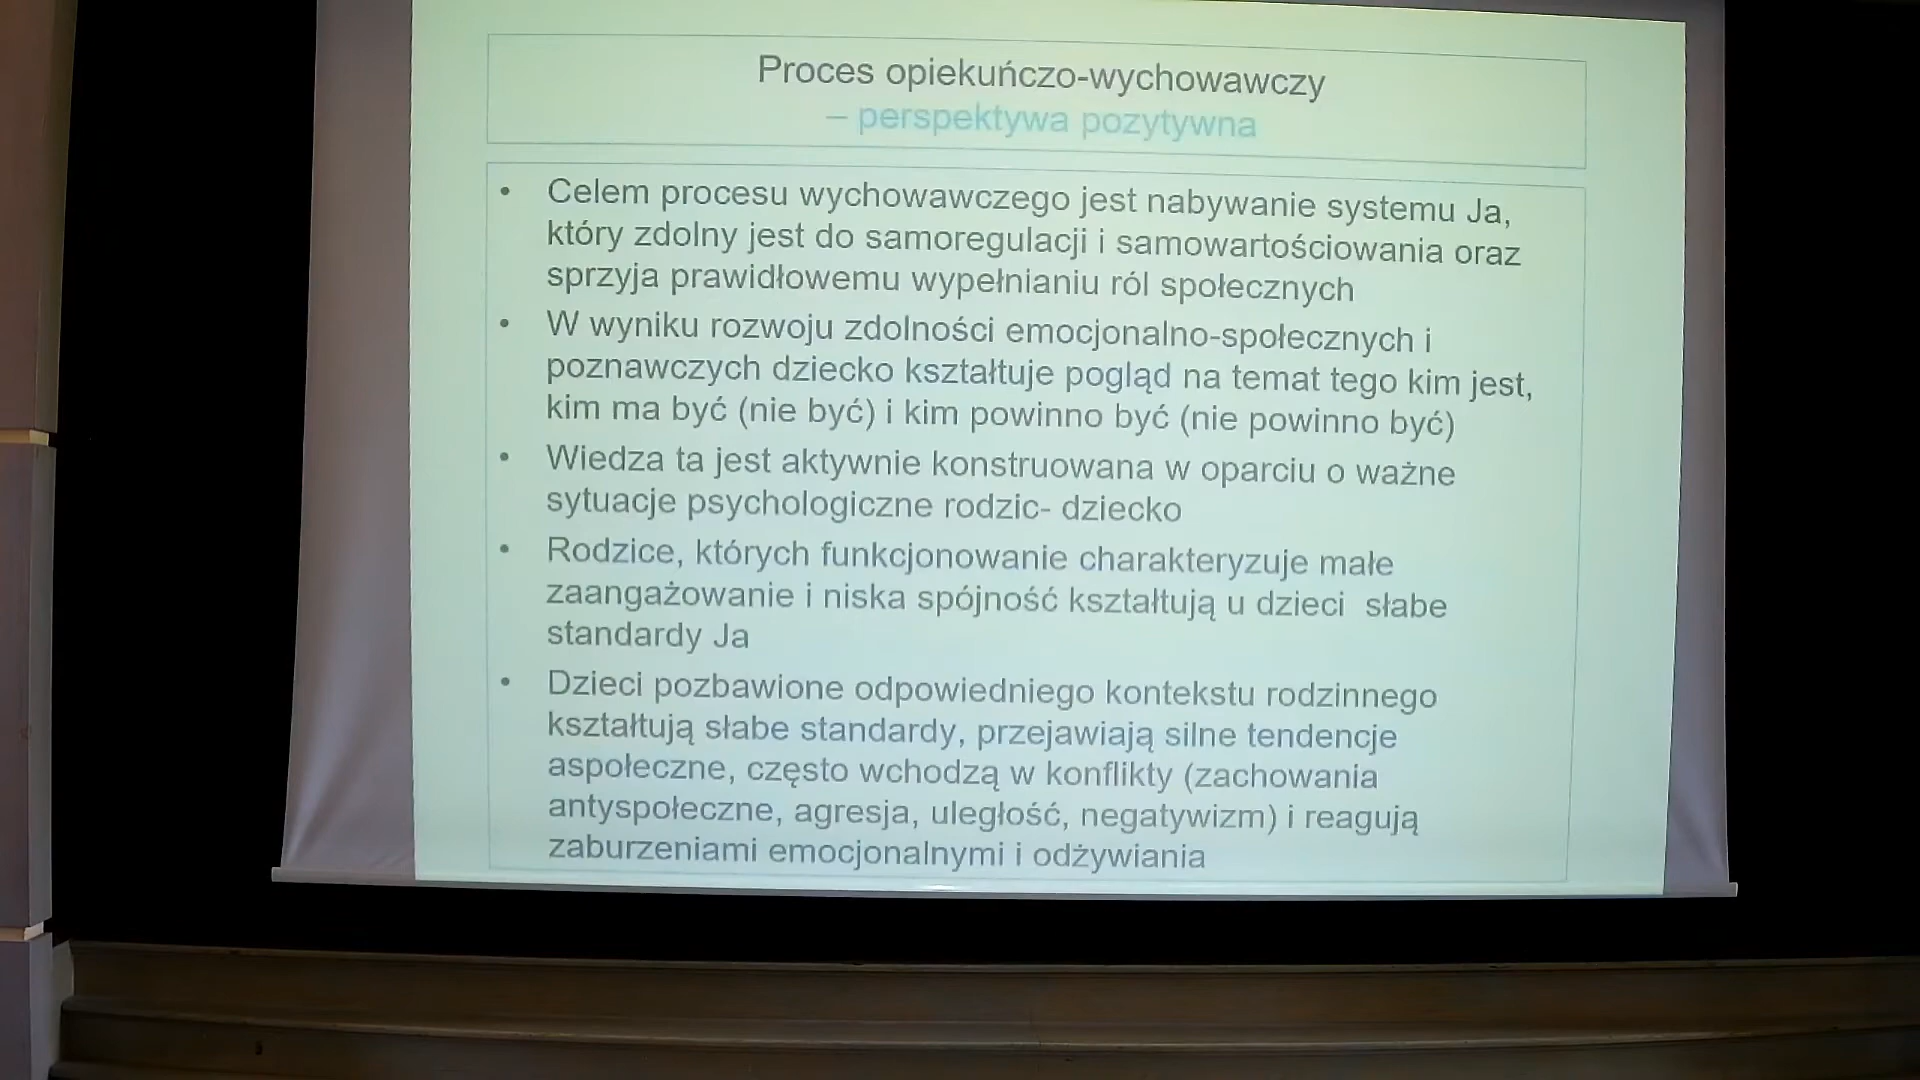 Proces opiekuńczo-wychowawczy
– perspektywa pozytywna
• Celem procesu wychowawczego jest nabywanie systemu Ja,
który zdolny jest do samoregulacji i samowartościowania oraz
sprzyja prawidłowemu wypełnianiu ról społecznych
• W wyniku rozwoju zdolności emocjonalno-społecznych i
poznawczych dziecko kształtuje pogląd na temat tego kim jest,
kim ma być (nie być) i kim powinno być (nie powinno być)
• Wiedza ta jest aktywnie konstruowana w oparciu o ważne
sytuacje psychologiczne rodzic- dziecko
• Rodzice, których funkcjonowanie charakteryzuje małe
zaangażowanie i niska spójność kształtują u dzieci  słabe
standardy Ja
• Dzieci pozbawione odpowiedniego kontekstu rodzinnego
kształtują słabe standardy, przejawiają silne tendencje
aspołeczne, często wchodzą w konflikty (zachowania
antyspołeczne, agresja, uległość, negatywizm) i reagują
zaburzeniami emocjonalnymi i odżywiania